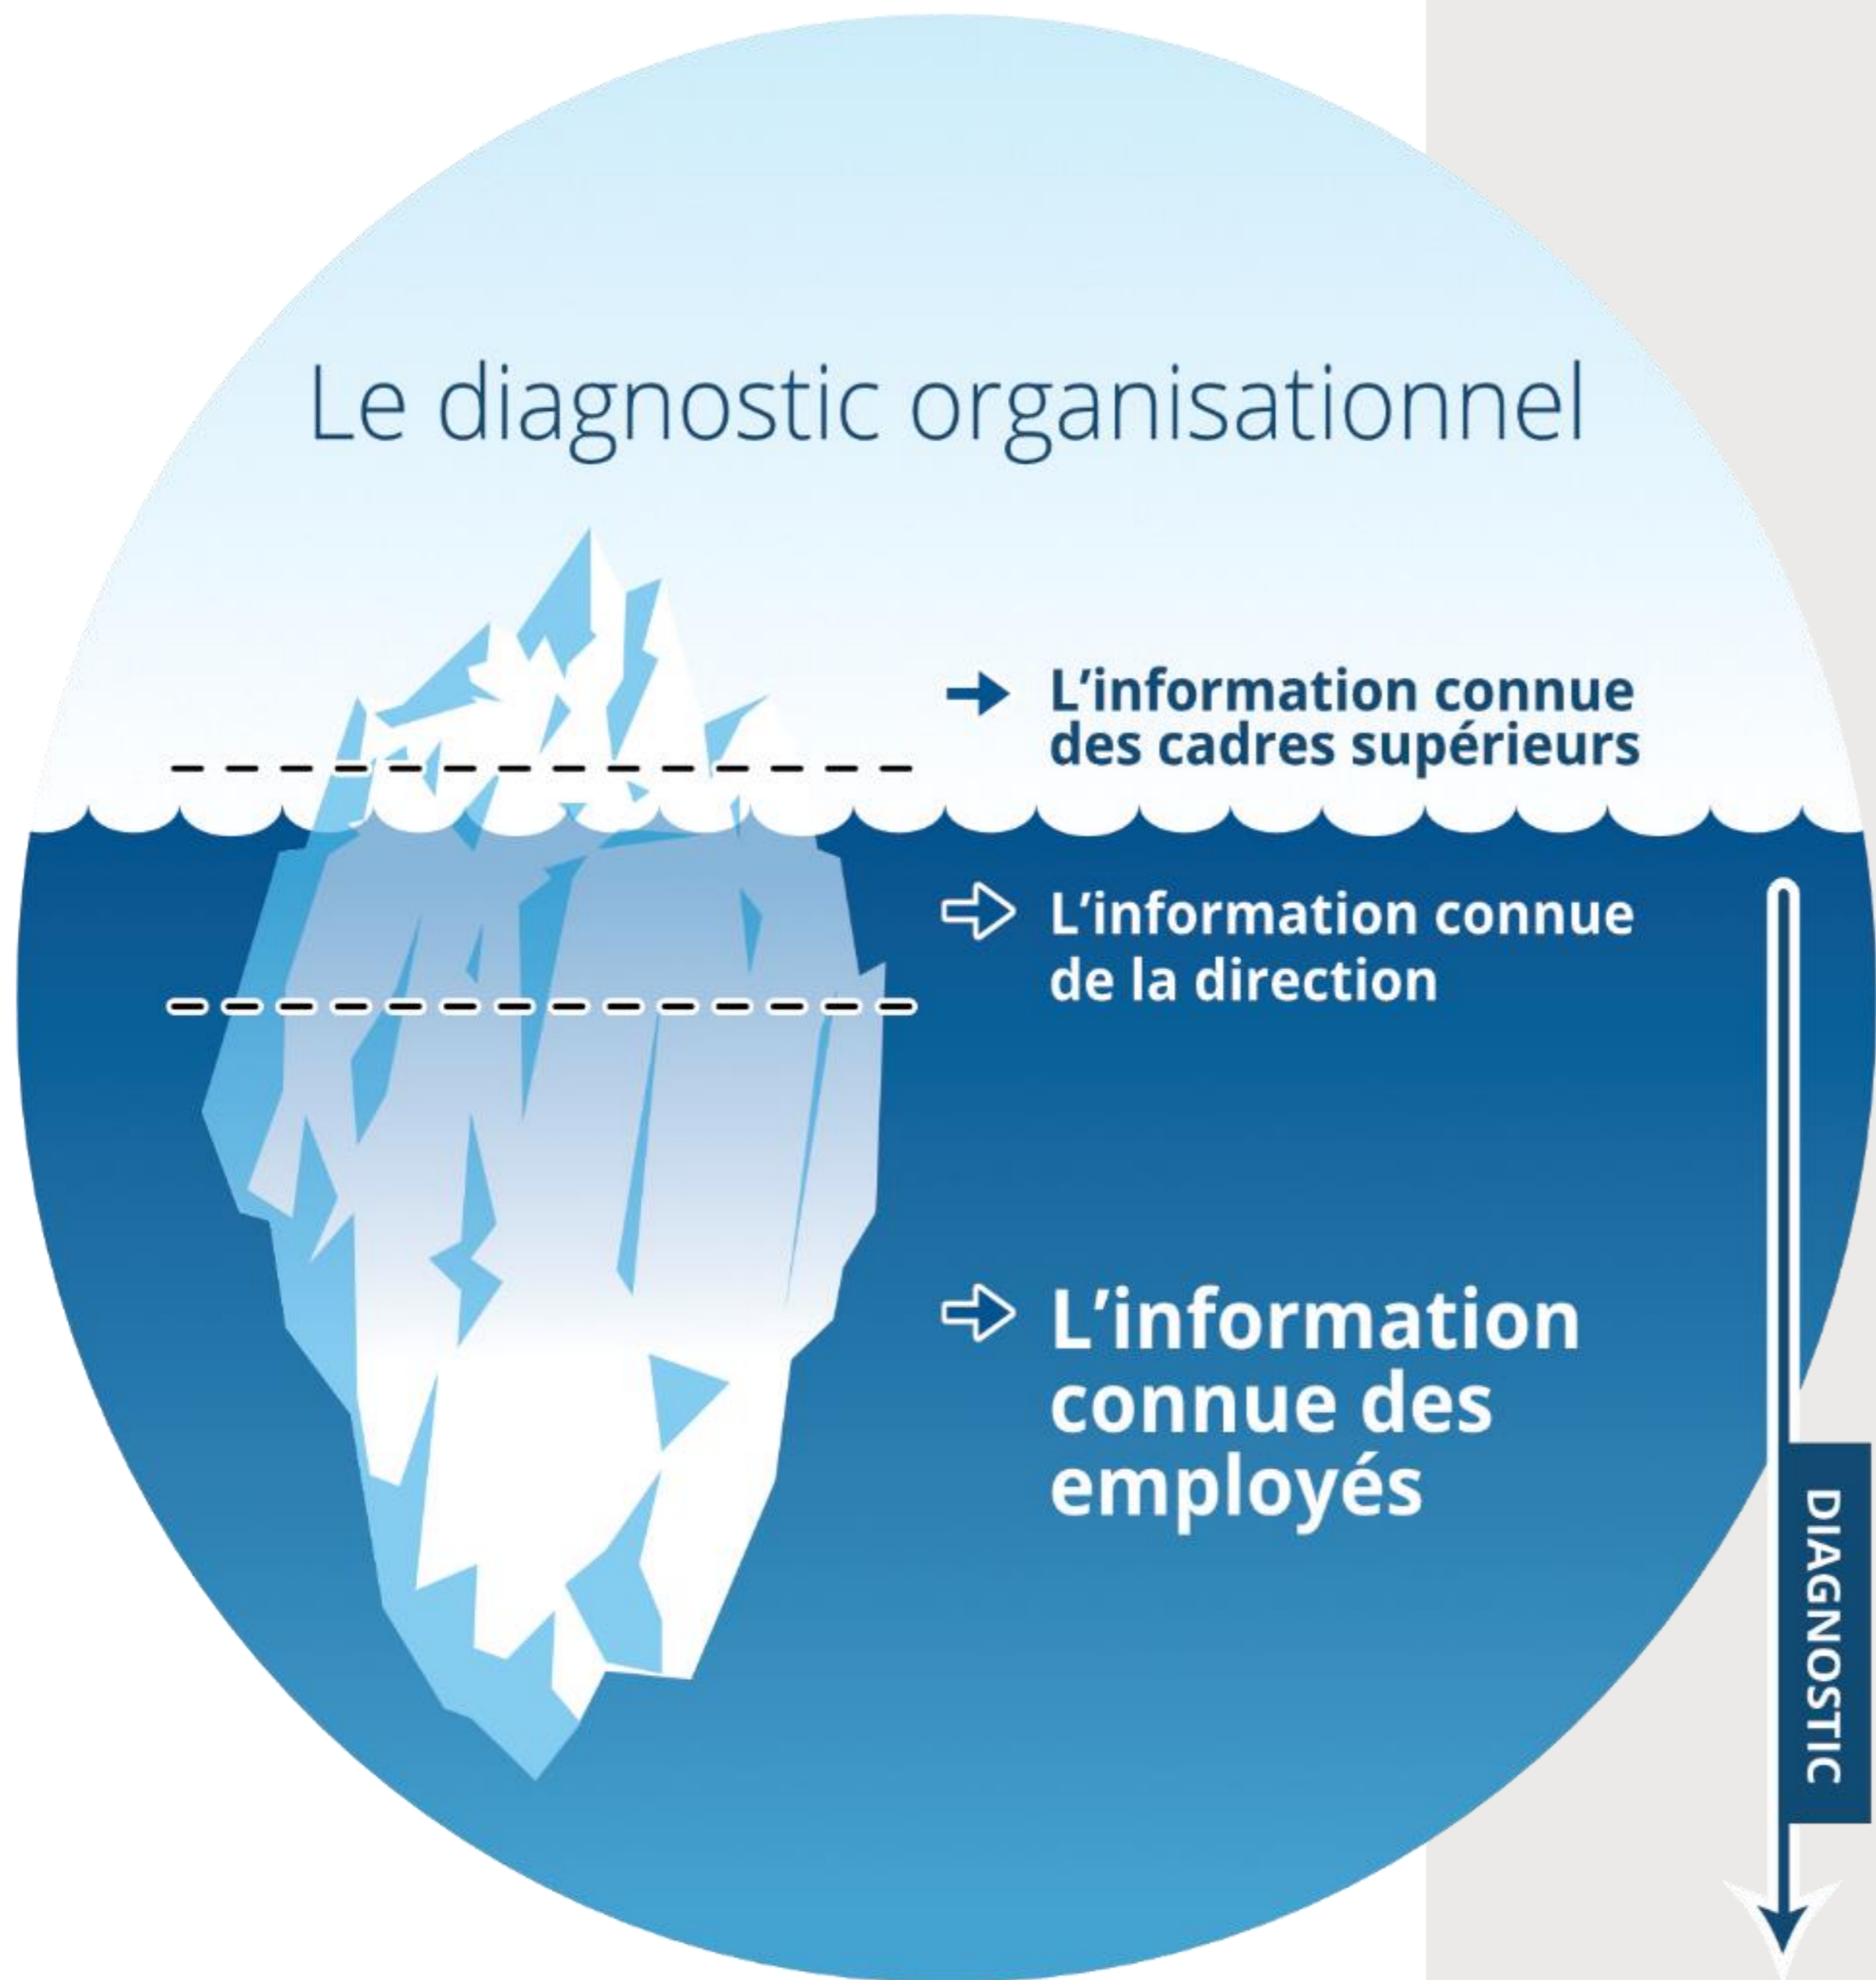 Le diagnostic organisationnel
L'information connue
des cadres supérieurs
L'information connue
de la direction
L'information
connue des
employés
DIAGNOSTIC